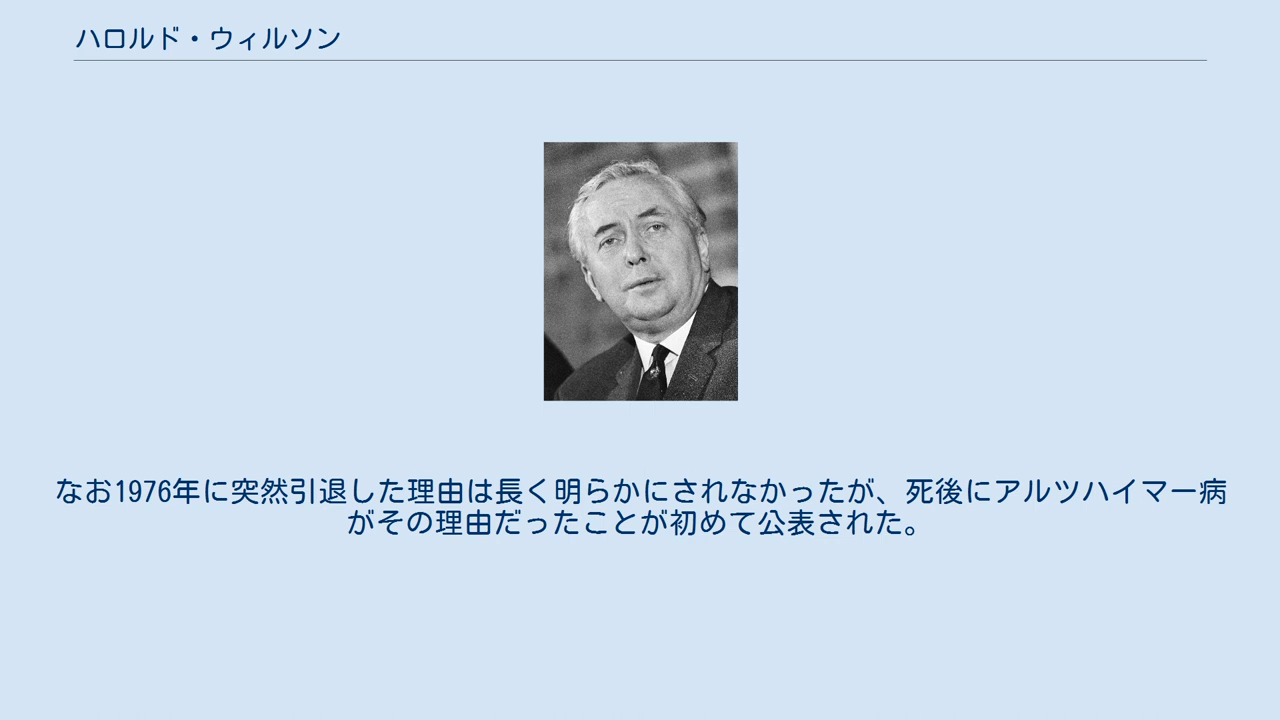 ハロルド・ウィルソン
なお1976年に突然引退した理由は長く明らかにされなかったが、死後にアルツハイマー病
がその理由だったことが初めて公表された。